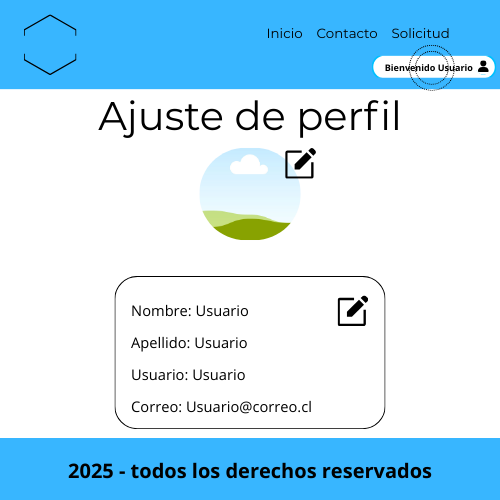 Inicio Contacto Solicitud
Bienvenido Usuario
Ajuste de perfil
Nombre: Usuario
Apellido: Usuario
Usuario: Usuario
Correo: Usuario@correo.cl
2025 - todos los derechos reservados